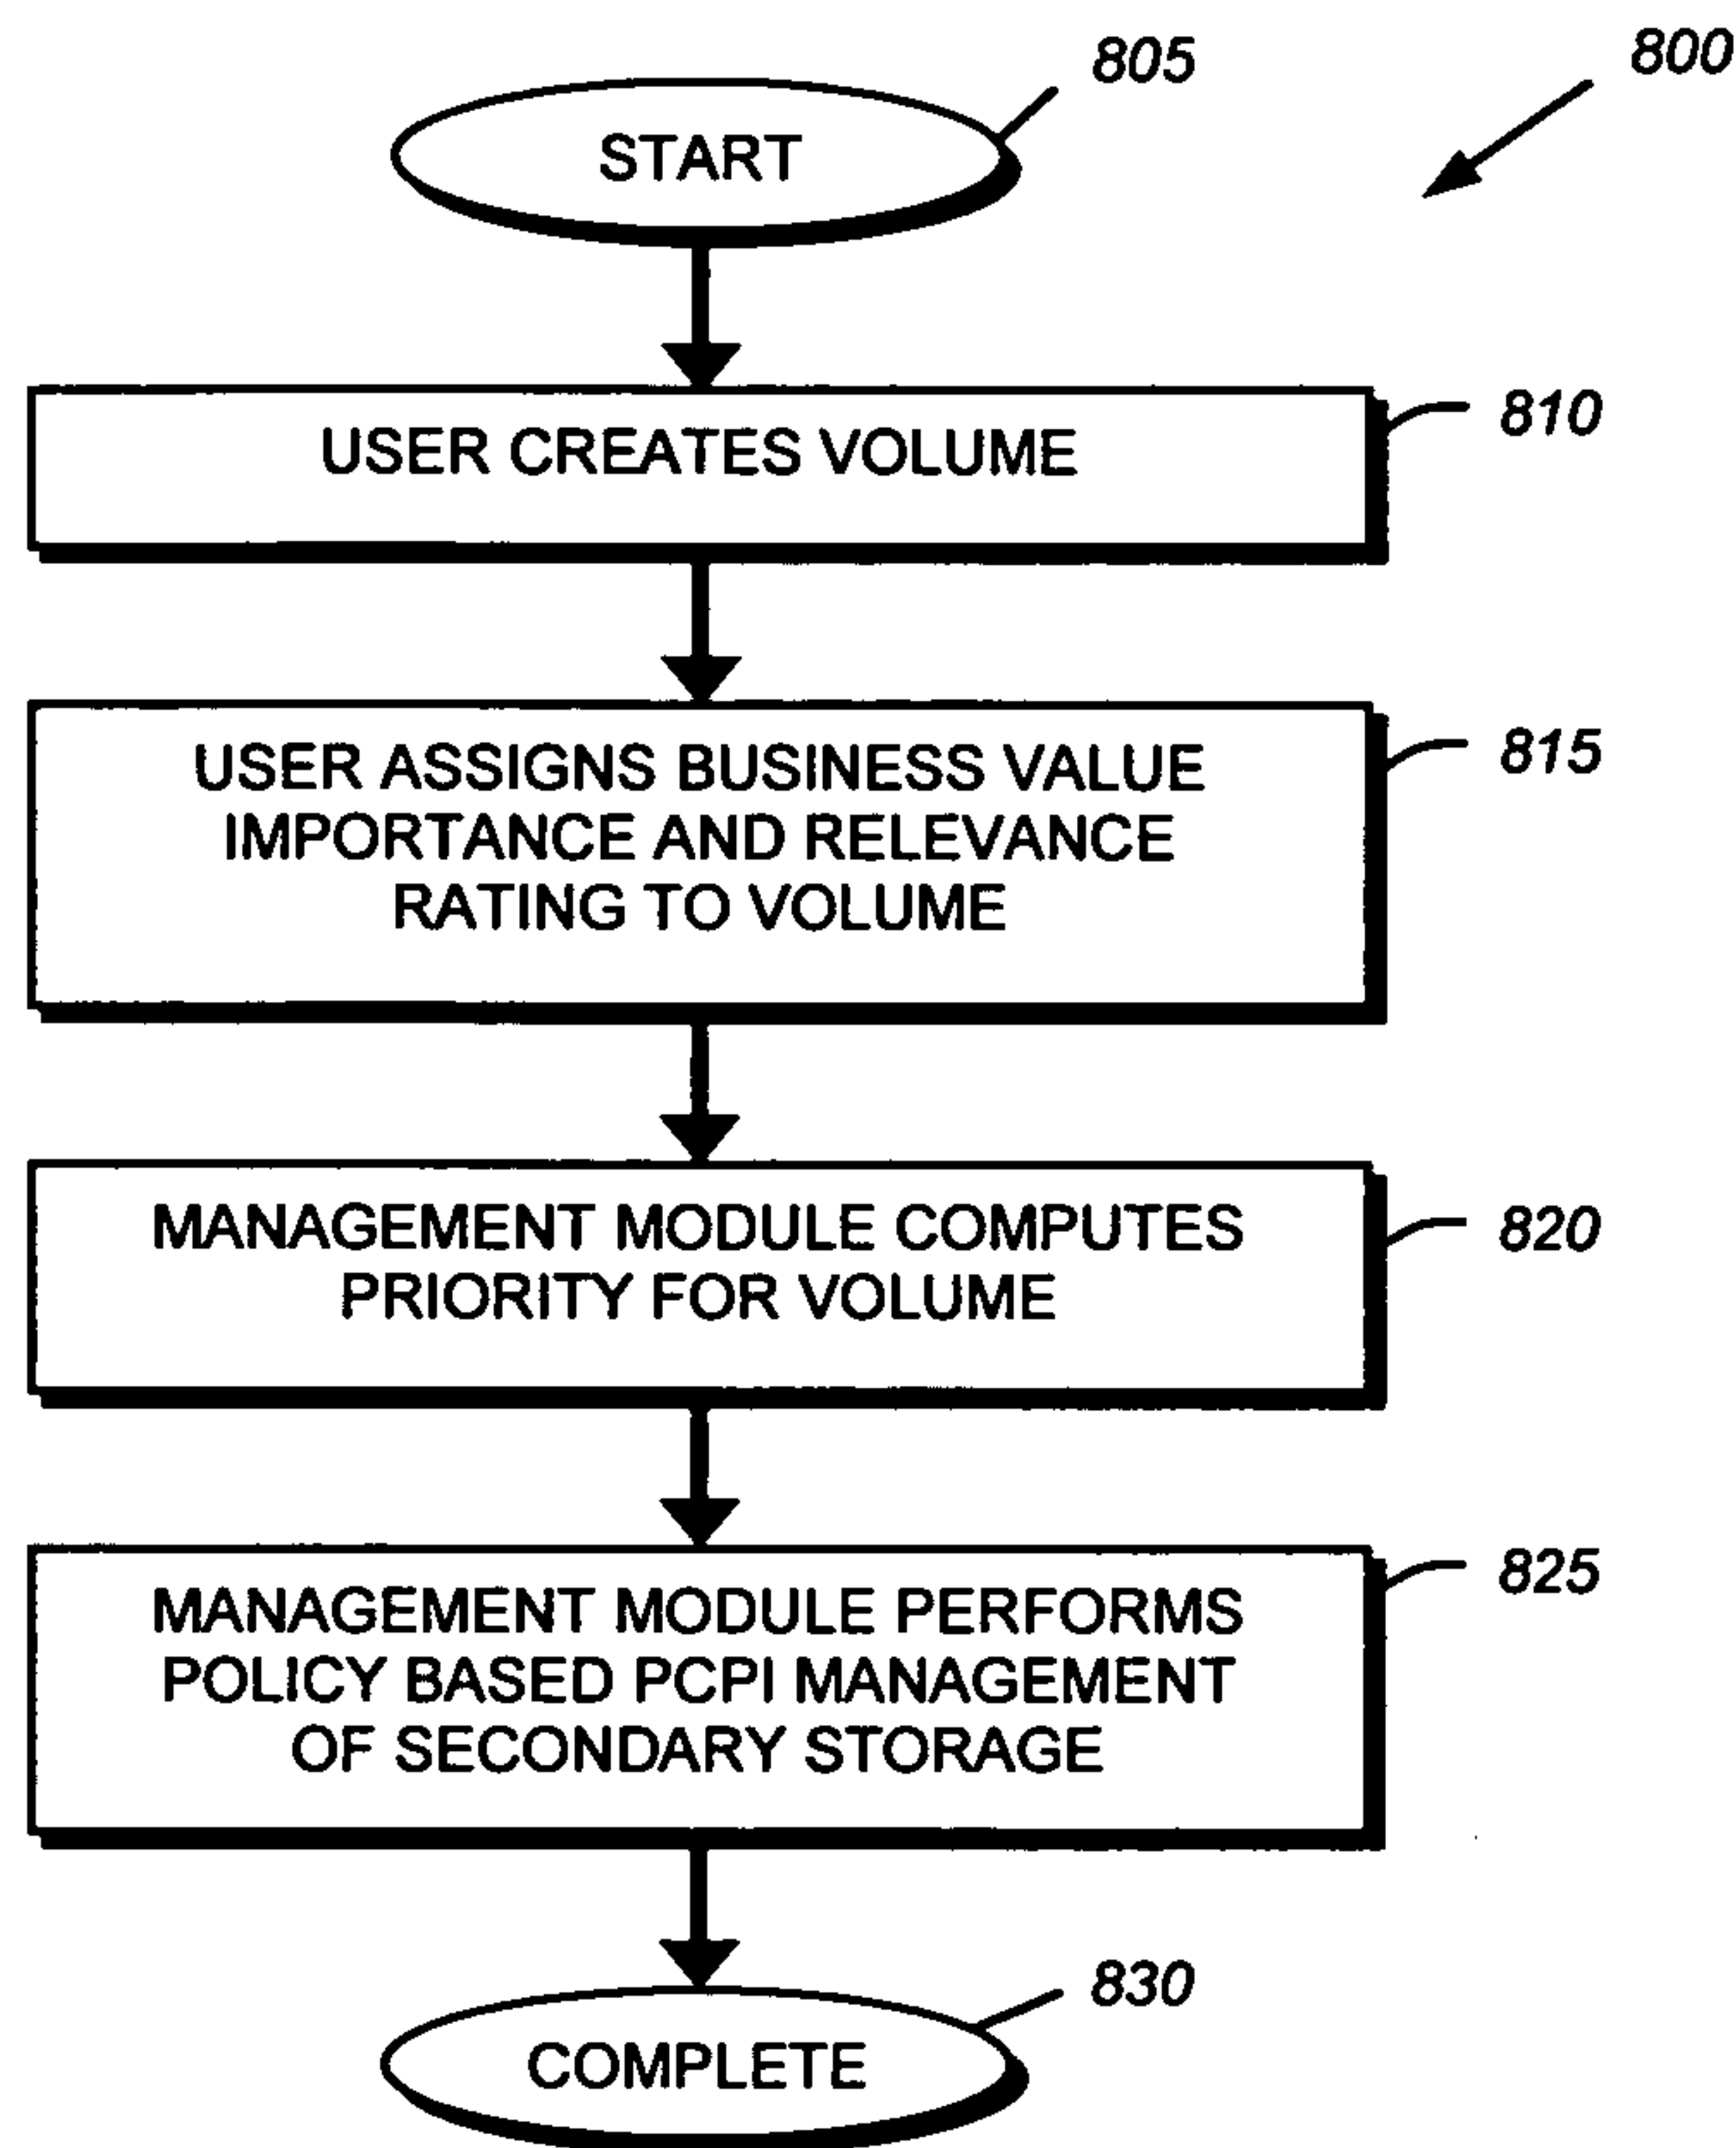 800
805
START
810
USER CREATES VOLUME
815
USER ASSIGNS BUSINESS VALUE
IMPORTANCE AND RELEVANCE
RATING TO VOLUME
820
MANAGEMENT MODULE COMPUTES
PRIORITY FOR VOLUME
825
MANAGEMENT MODULE PERFORMS
POLICY BASED PCPI MANAGEMENT
OF SECONDARY STORAGE
830
COMPLETE